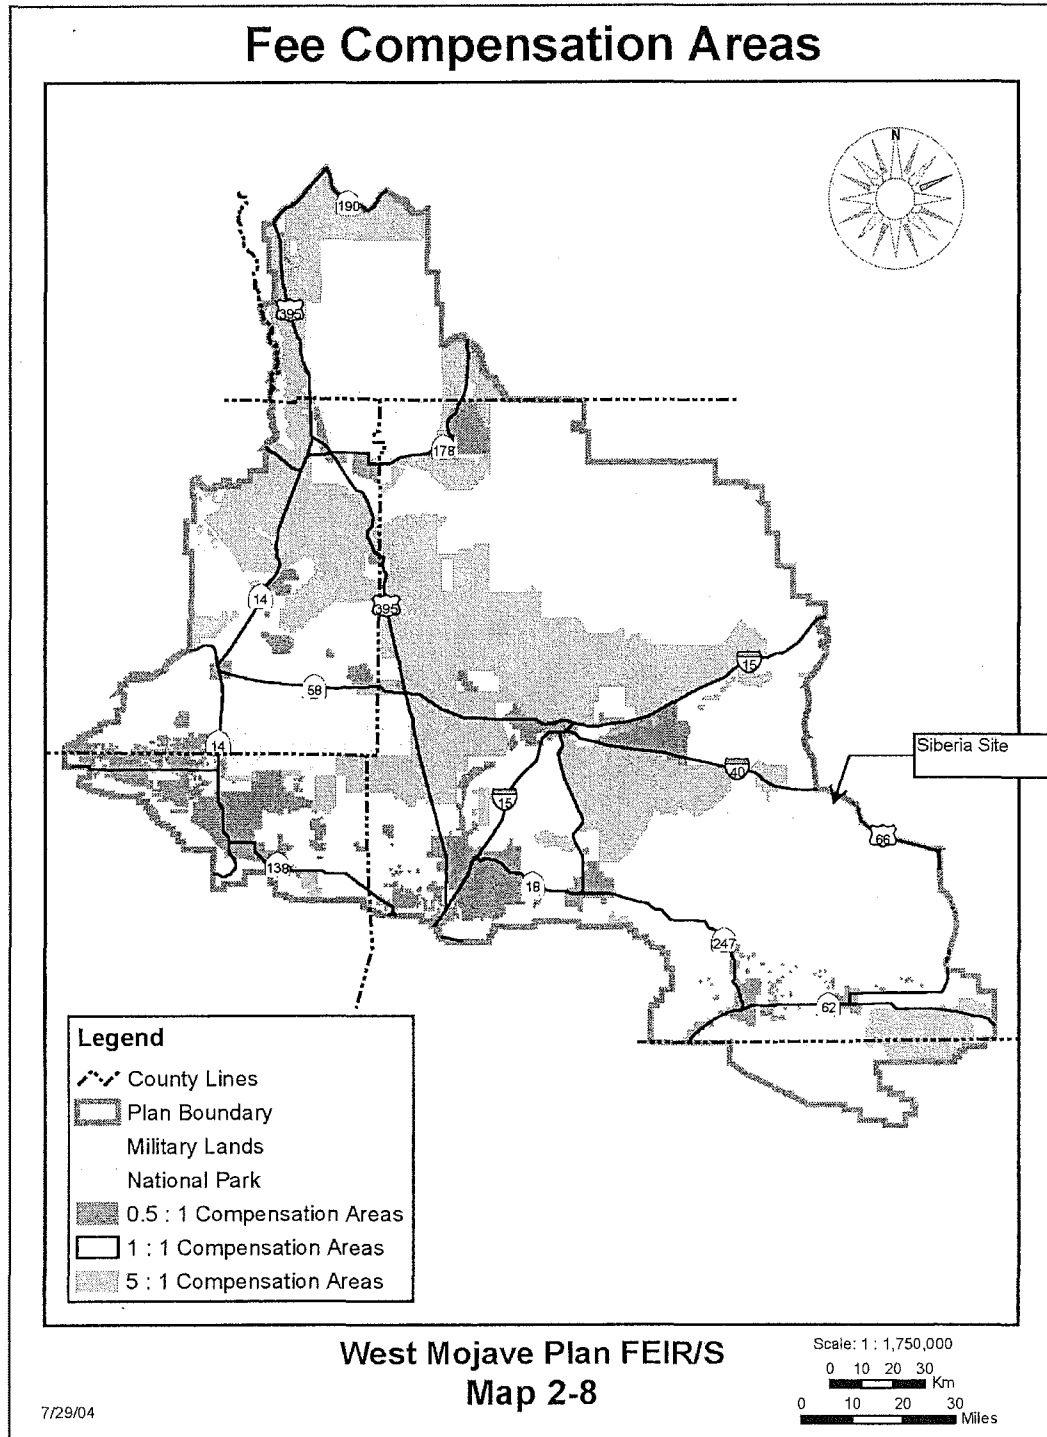 Fee Compensation Areas
N
190
395
178
14
395
15
58
14
Siberia Site
40
15
66
138
18
247
62
Legend
County Lines
Plan Boundary
Military Lands
National Park
0.5 : 1 Compensation Areas
1 : 1 Compensation Areas
5 : 1 Compensation Areas
West Mojave Plan FEIR/S
Map 2-8
7/29/04
Scale: 1 : 1,750,000
0 10 20 30
Km
0 10 20 30
Miles